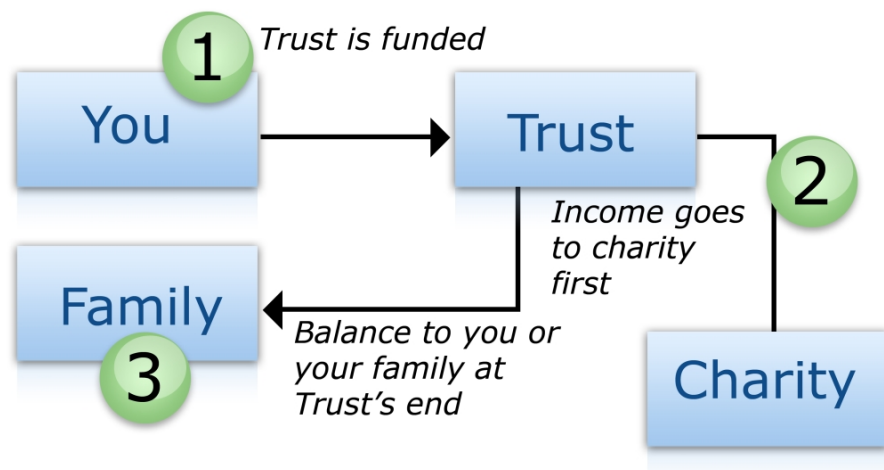 1
Trust is funded
You
Trust
2
Income goes
to charity
first
Family
3
Balance to you or
your family at
Trust's end
Charity